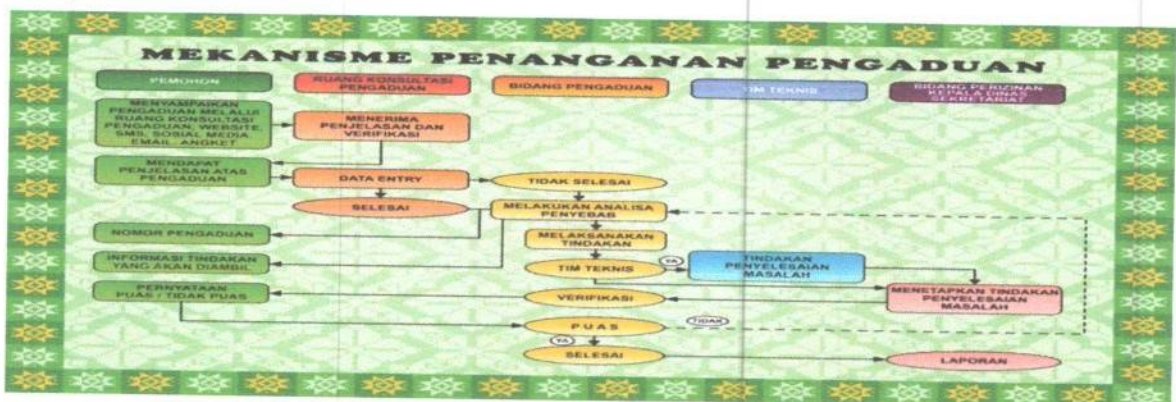 MEKANISME PENANGANAN PENGADUAN
PEMOHON
RUANG KONSULTASI
PENGADUAN
BIDANG PENGADUAN
TIM TEKNIS
BIDANG PERIZINAN
KEPALA DINAS
SEKRETARIAT
MENYAMPAIKAN
PENGADUAN MELALUI
RUANG KONSULTASI
PENGADUAN, WEBSITE,
SMS, SOSIAL MEDIA
EMAIL, ANGKET
MENERIMA
PENJELASAN DAN
VERIFIKASI
MENDAPAT
PENJELASAN ATAS
PENGADUAN
DATA ENTRY
TIDAK SELESAI
SELESAI
MELAKUKAN ANALISA
PENYEBAB
NOMOR PENGADUAN
MELAKSANAKAN
TINDAKAN
INFORMASI TINDAKAN
YANG AKAN DIAMBIL
TIM TEKNIS
YA
TINDAKAN
PENYELESAIAN
MASALAH
PERNYATAAN
PUAS / TIDAK PUAS
VERIFIKASI
MENETAPKAN TINDAKAN
PENYELESAIAN
MASALAH
PUAS
TIDAK
YA
SELESAI
LAPORAN